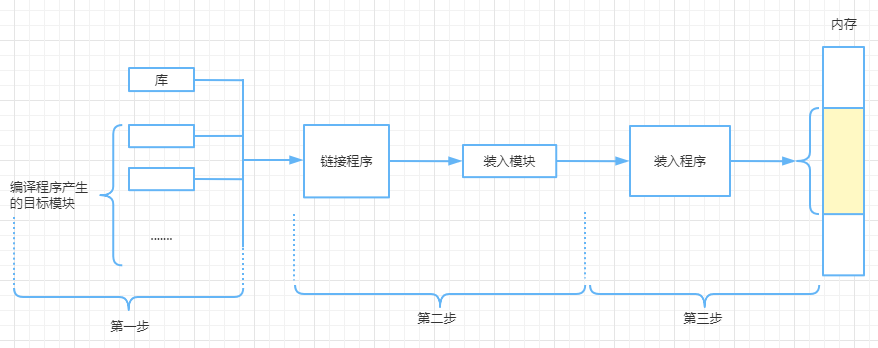 内存
库
链接程序
装入模块
装入程序
编译程序产生
的目标模块
.......
第一步
第二步
第三步